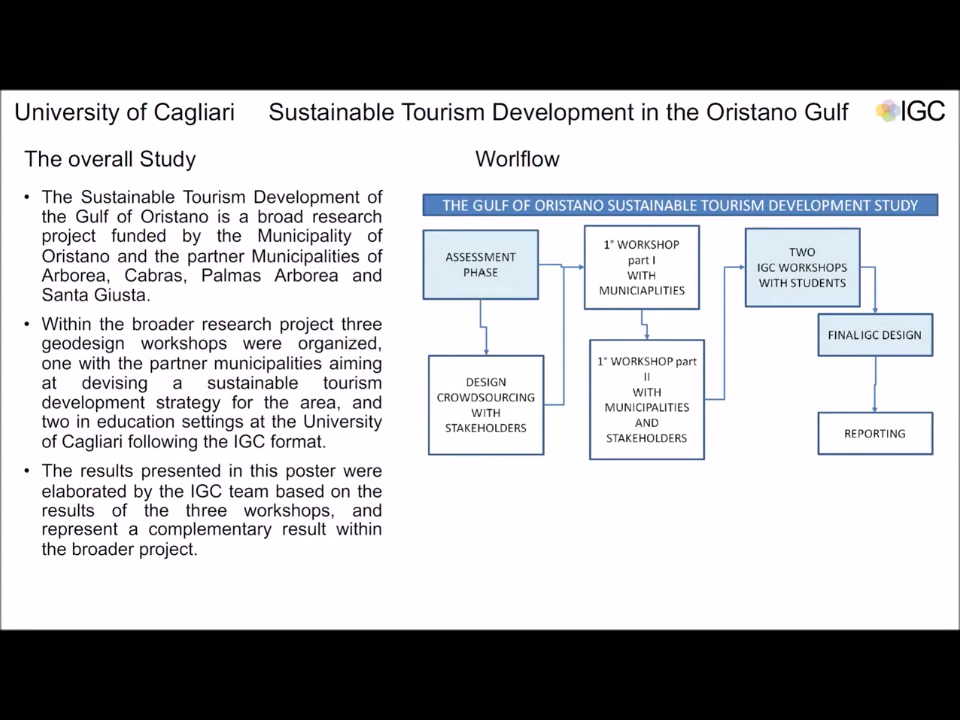 University of Cagliari Sustainable Tourism Development in the Oristano Gulf IGC
The overall Study
• The Sustainable Tourism Development of
the Gulf of Oristano is a broad research
project funded by the Municipality of
Oristano and the partner Municipalities of
Arborea, Cabras, Palmas Arborea and
Santa Giusta.
• Within the broader research project three
geodesign workshops were organized,
one with the partner municipalities aiming
at devising a sustainable tourism
development strategy for the area, and
two in education settings at the University
of Cagliari following the IGC format.
• The results presented in this poster were
elaborated by the IGC team based on the
results of the three workshops, and
represent a complementary result within
the broader project.
Worlflow
THE GULF OF ORISTANO SUSTAINABLE TOURISM DEVELOPMENT STUDY
ASSESSMENT
PHASE
DESIGN
CROWDSOURCING
WITH
STAKEHOLDERS
1° WORKSHOP
part I
WITH
MUNICIAPLITIES
1° WORKSHOP part
II
WITH
MUNICIPALITIES
AND
STAKEHOLDERS
TWO
IGC WORKSHOPS
WITH STUDENTS
FINAL IGC DESIGN
REPORTING